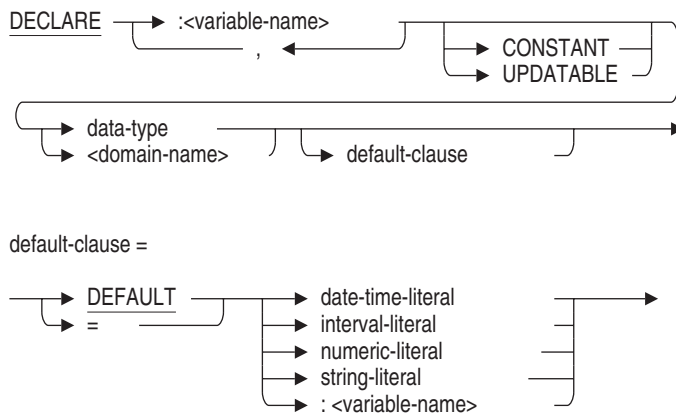 DECLARE :<variable-name>
,
CONSTANT
UPDATABLE
data-type
<domain-name> default-clause
default-clause =
DEFAULT date-time-literal
= interval-literal
numeric-literal
string-literal
: <variable-name>